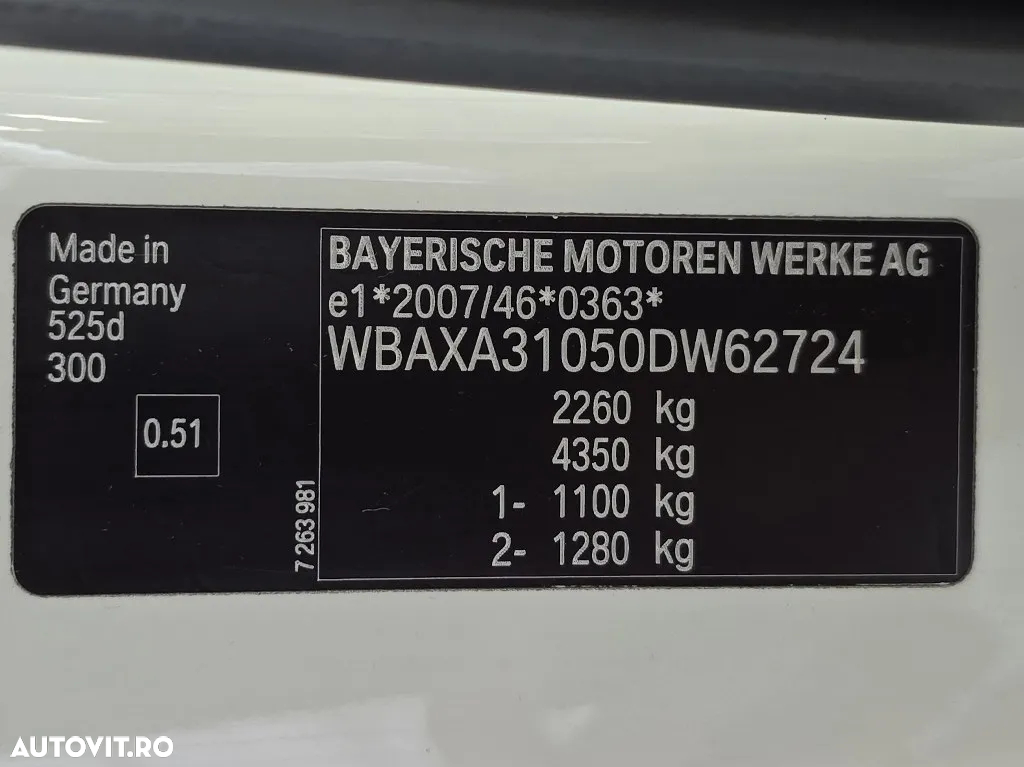 Made in
Germany
525d
300
0.51
7 263 981
BAYERISCHE MOTOREN WERKE AG
e1*2007/46*0363*
WBAXA31050DW62724
2260 kg
4350 kg
1- 1100 kg
2- 1280 kg
AUTOVIT.RO